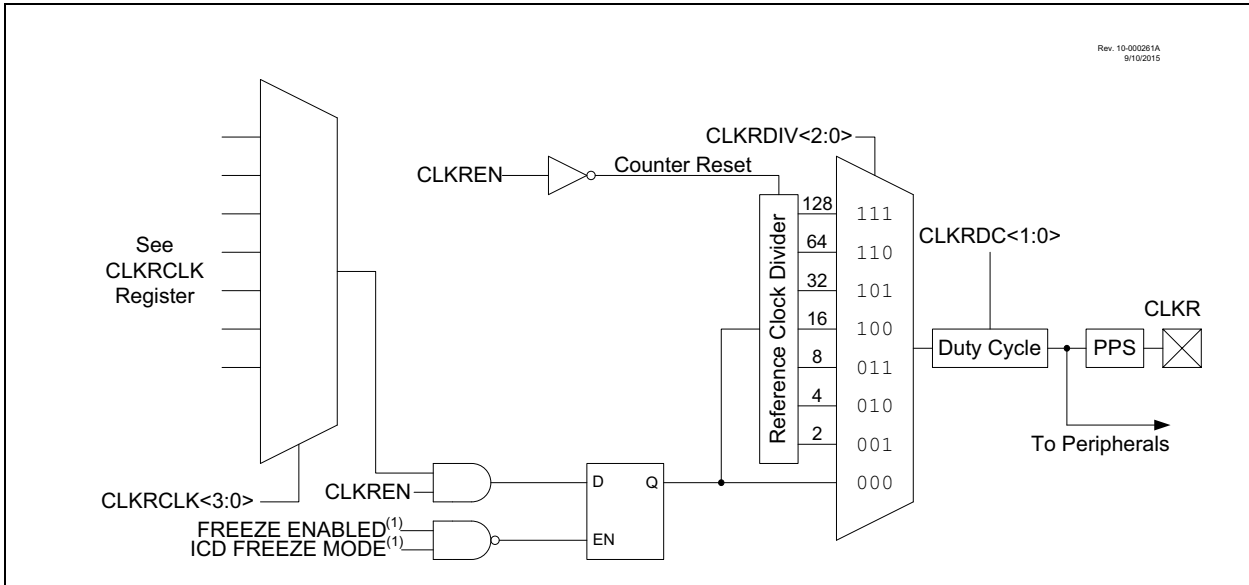 Rev. 10-000261A
9/10/2015
CLKRDIV<2:0>
Counter Reset
CLKREN
128
64
32
16
8
4
2
Reference Clock Divider
111
110
101
100
011
010
001
000
CLKRDC<1:0>
CLKR
Duty Cycle
PPS
To Peripherals
See
CLKRCLK
Register
CLKRCLK<3:0>
CLKREN
FREEZE ENABLED(1)
ICD FREEZE MODE(1)
D
Q
EN